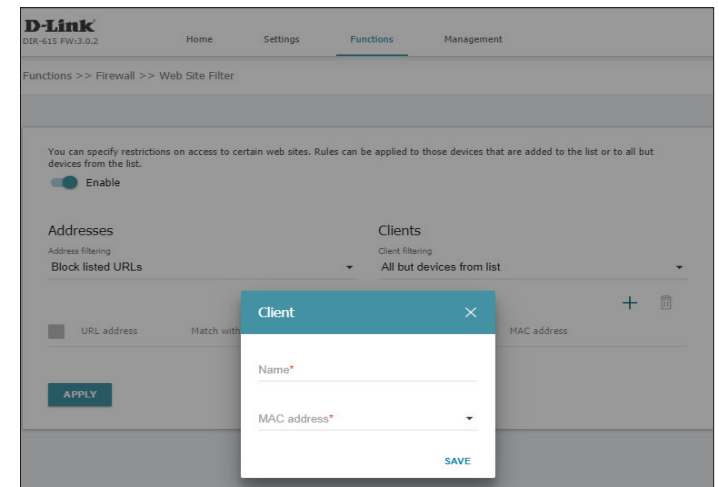 D-Link
DIR-615 FW:3.0.2
Home Settings Functions Management
Functions >> Firewall >> Web Site Filter
You can specify restrictions on access to certain web sites. Rules can be applied to those devices that are added to the list or to all but
devices from the list.
Enable
Addresses
Clients
Address filtering
Client filtering
Block listed URLs
All but devices from list
Client
URL address Match with MAC address
Name*
APPLY
MAC address*
SAVE